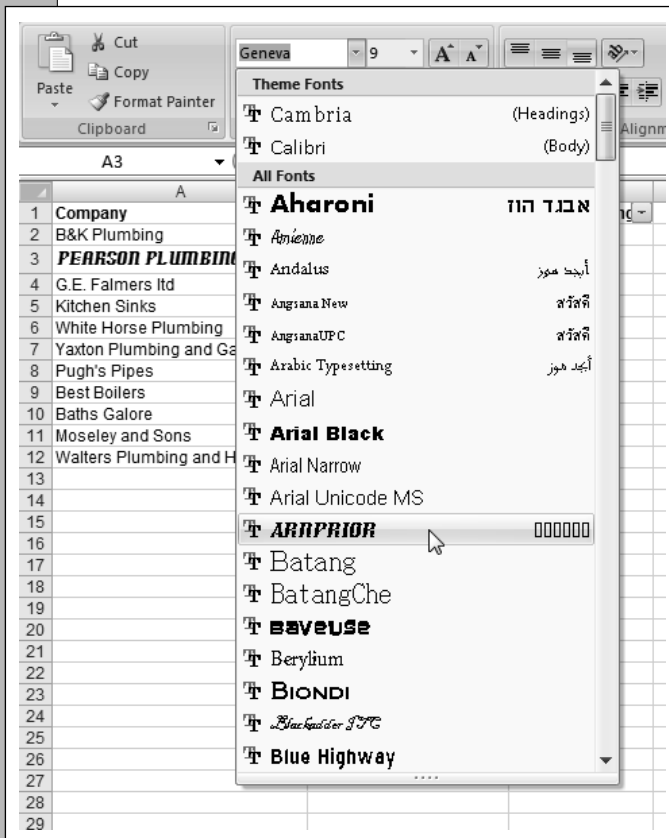 Cut
Copy
Paste
Format Painter
Clipboard
Geneva
9
A A
Alignm
A3
Theme Fonts
Cambria (Headings)
Calibri (Body)
All Fonts
Aharoni אבגד הוז
Amienne
Andalus أبجد هوز
Angsana New สวัสดี
AngsanaUPC สวัสดี
Arabic Typesetting أبجد هوز
Arial
Arial Black
Arial Narrow
Arial Unicode MS
ARNPRIOR
Batang
BatangChe
BAVEUSE
Berylium
BIONDI
Blackadder ITC
Blue Highway
A
1 Company
2 B&K Plumbing
3 PEARSON PLUMBING
4 G.E. Falmers ltd
5 Kitchen Sinks
6 White Horse Plumbing
7 Yaxton Plumbing and Ga
8 Pugh's Pipes
9 Best Boilers
10 Baths Galore
11 Moseley and Sons
12 Walters Plumbing and H
13
14
15
16
17
18
19
20
21
22
23
24
25
26
27
28
29